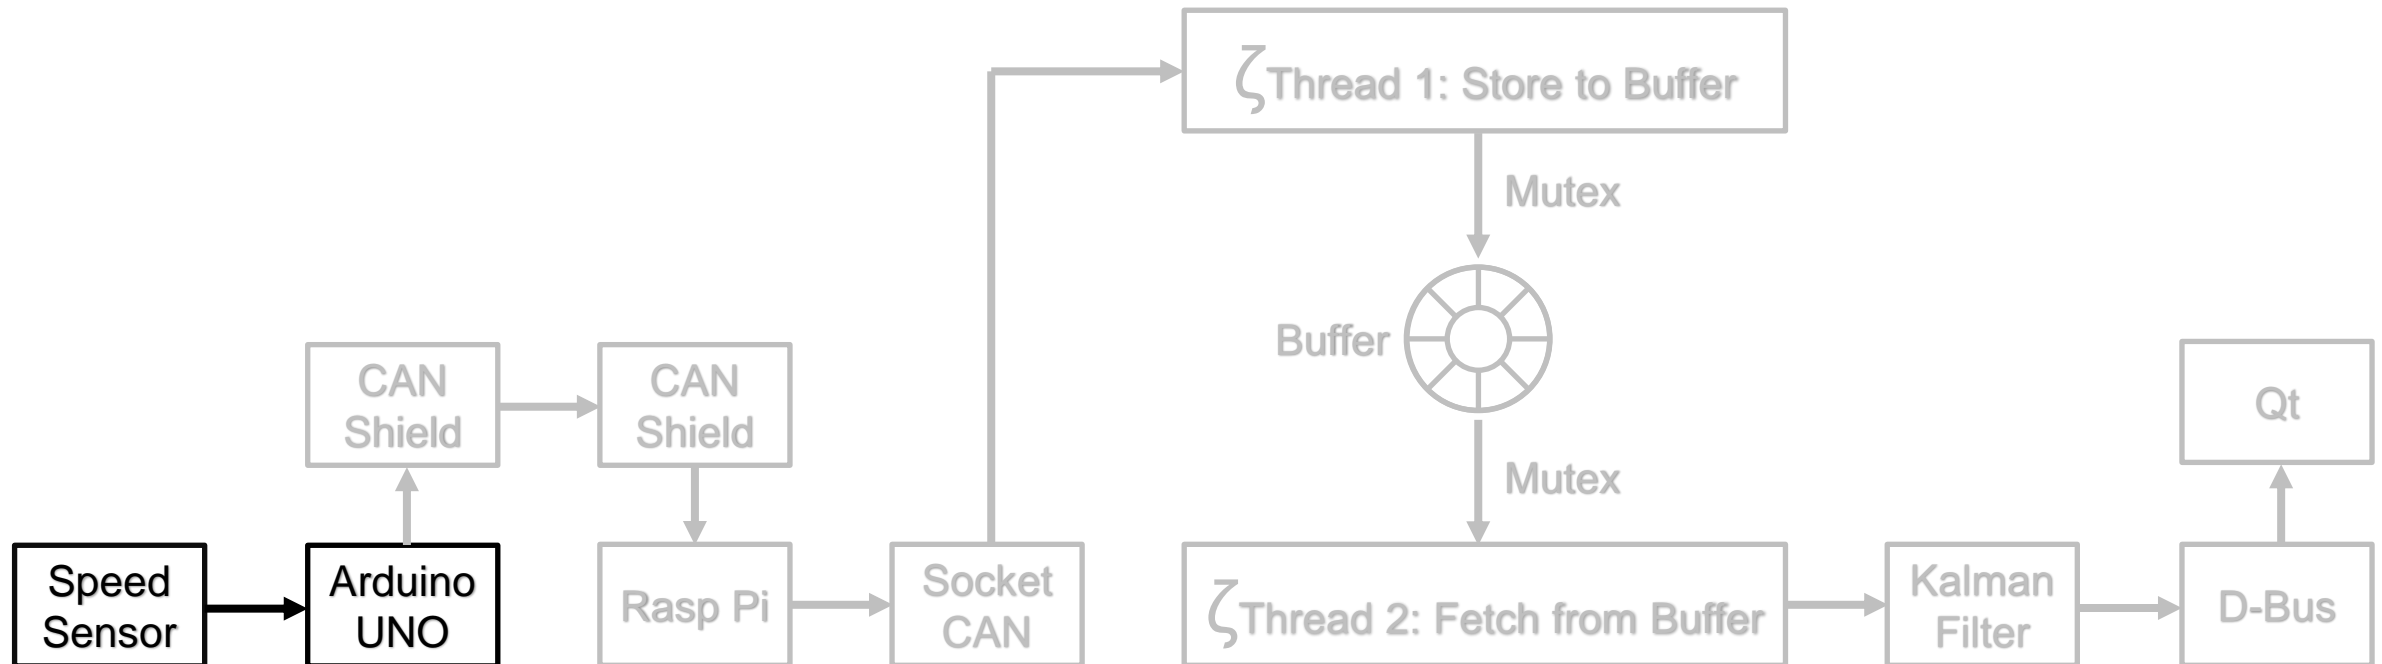 ζThread 1: Store to Buffer
Mutex
Buffer
CAN
Shield
CAN
Shield
Qt
Mutex
Speed
Sensor
Arduino
UNO
Rasp Pi
Socket
CAN
ζThread 2: Fetch from Buffer
Kalman
Filter
D-Bus